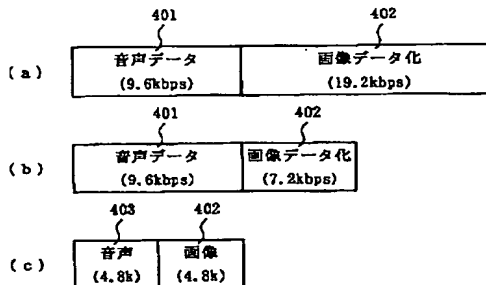 401 402
(a) 音声データ 画像データ化
(9.6kbps) (19.2kbps)
401 402
(b) 音声データ 画像データ化
(9.6kbps) (7.2kbps)
403 402
(c) 音声 画像
(4.8k) (4.8k)